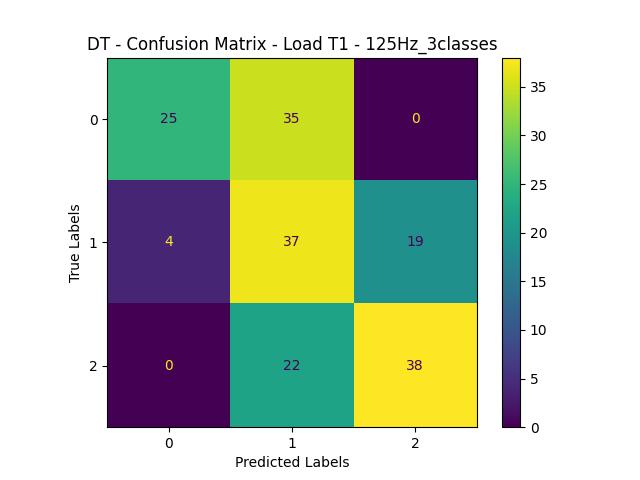 DT - Confusion Matrix - Load T1 - 125Hz_3classes
True Labels
0 25 35 0
1 4 37 19
2 0 22 38
0 1 2
Predicted Labels
35
30
25
20
15
10
5
0